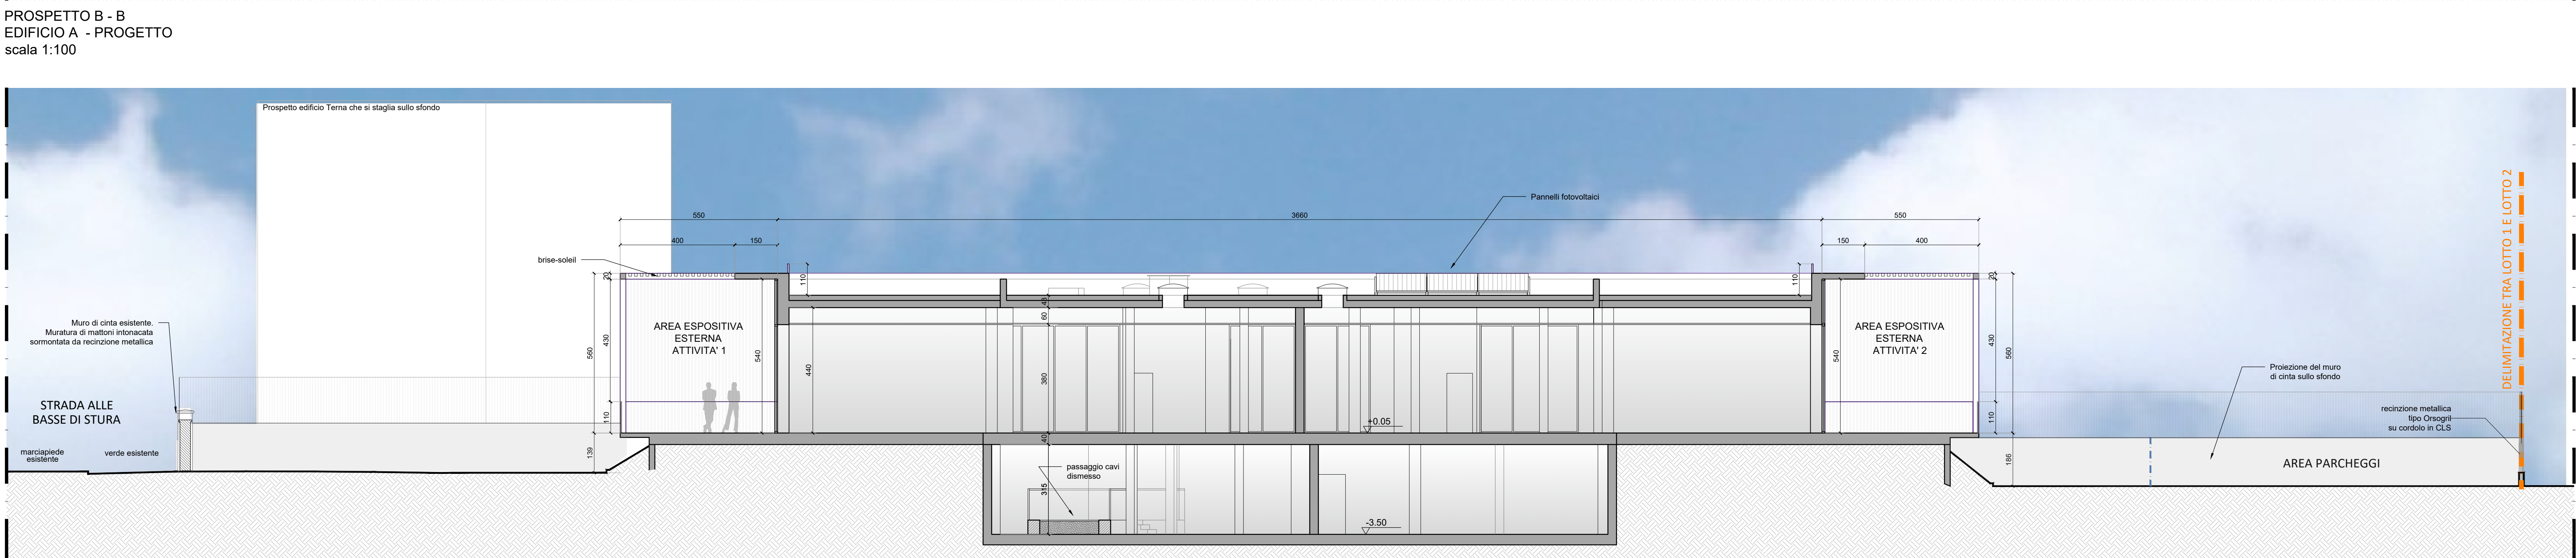 PROSPETTO B - B
EDIFICIO A - PROGETTO
scala 1:100
Prospetto edificio Terna che si staglia sullo sfondo
DELIMITAZIONE TRA LOTTO 1 E LOTTO 2
Pannelli fotovoltaici
550
3660
550
400
150
150
400
brise-soleil
20
110
110
20
48
60
Muro di cinta esistente.
Muratura di mattoni intonacata
sormontata da recinzione metallica
AREA ESPOSITIVA
ESTERNA
ATTIVITA' 1
AREA ESPOSITIVA
ESTERNA
ATTIVITA' 2
560
430
540
440
380
540
430
560
Proiezione del muro
di cinta sullo sfondo
STRADA ALLE
BASSE DI STURA
110
110
recinzione metallica
tipo Orsogril
su cordolo in CLS
+0.05
40
marciapiede
esistente
verde esistente
139
186
AREA PARCHEGGI
passaggio cavi
dismesso
315
-3.50